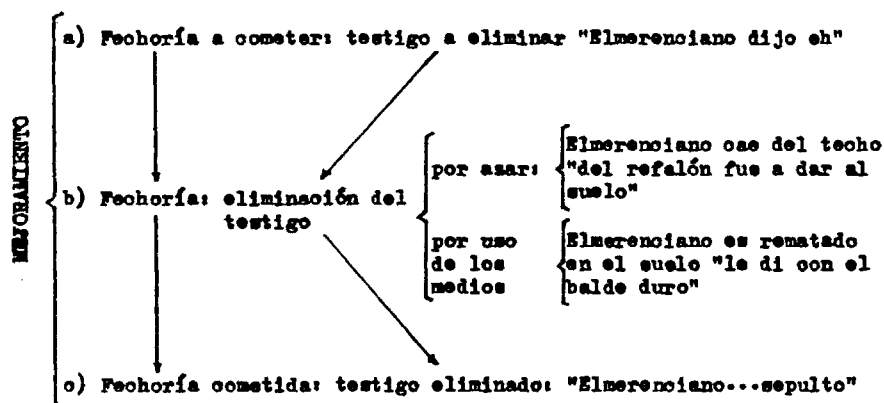 MEJORAMIENTO
a) Fechoría a cometer: testigo a eliminar "Elmerenciano dijo eh"
b) Fechoría: eliminación del
testigo
por asar:
Elmerenciano cae del techo
"del refalón fue a dar al
suelo"
por uso
de los
medios
Elmerenciano es rematado
en el suelo "le di con el
balde duro"
c) Fechoría cometida: testigo eliminado: "Elmerenciano...sepulto"